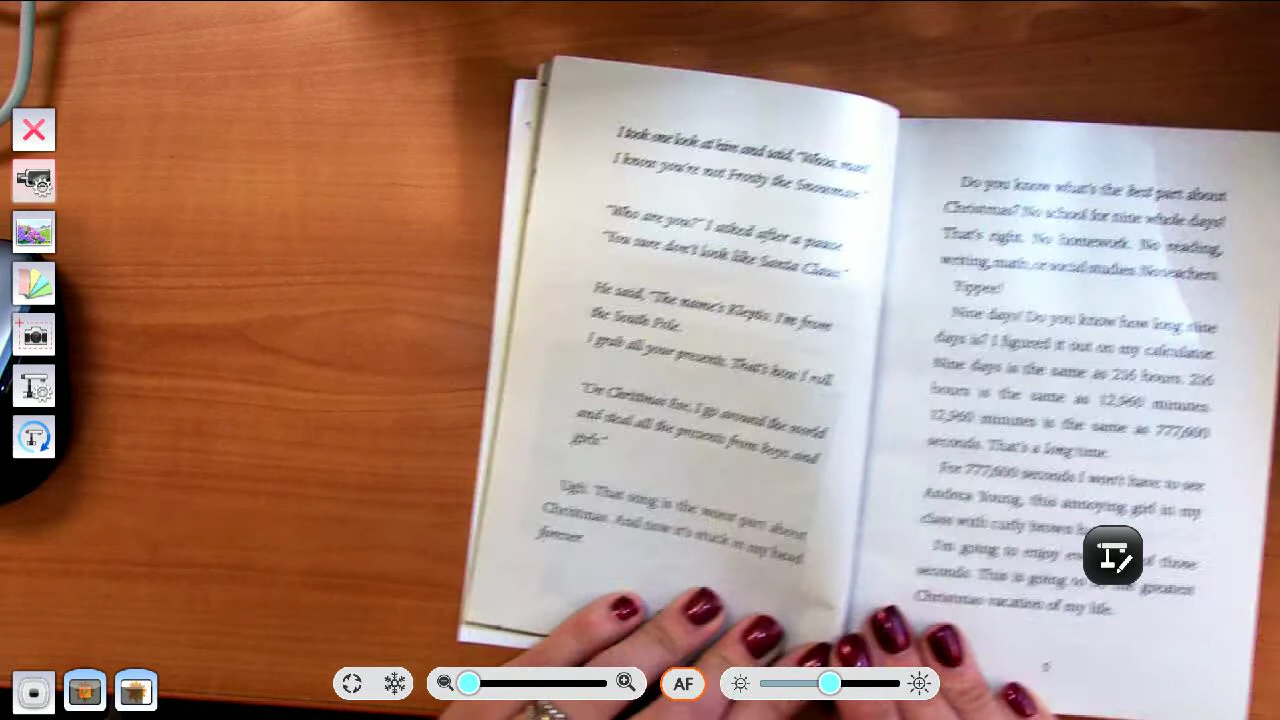 I took one look at him and said, "Whoa, man!
I know you're not Frosty the Snowman."
"Who are you?" I asked after a pause.
"You sure don't look like Santa Claus."
He said, "The name's Klepto. I'm from
the South Pole.
I grab all your presents. That's how I roll.
"On Christmas Eve, I go around the world
and steal all the presents from boys and
girls."
Ugh. That song is the worst part about
Christmas. And now it's stuck in my head
forever.
Do you know what's the best part about
Christmas? No school for nine whole days!
That's right. No homework. No reading,
writing, math, or social studies. No teachers.
Yippee!
Nine days! Do you know how long nine
days is? I figured it out on my calculator.
Nine days is the same as 216 hours. 216
hours is the same as 12,960 minutes.
12,960 minutes is the same as 777,600
seconds. That's a long time.
For 777,600 seconds I won't have to see
Andrea Young, this annoying girl in my
class with curly brown
I'm going to enjoy of those
seconds. This is going to greatest
Christmas vacation of my life.
AF